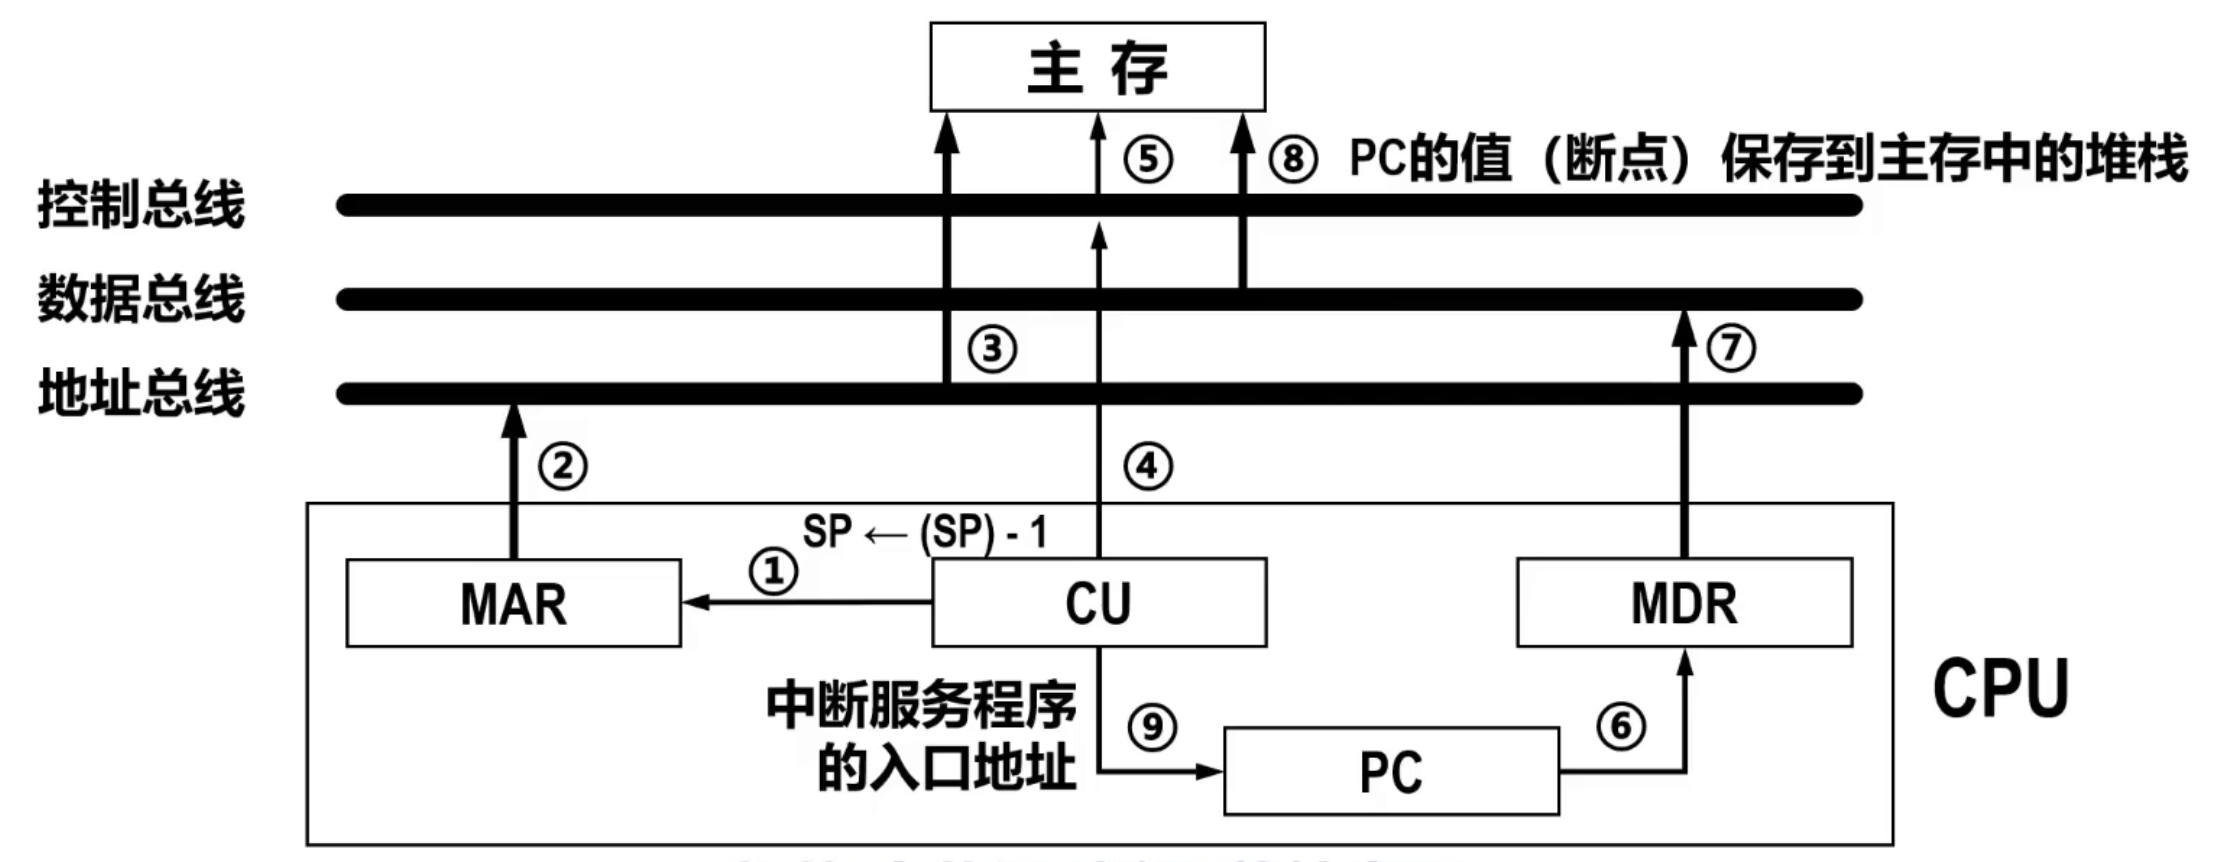 主 存
⑤
⑧ PC的值（断点）保存到主存中的堆栈
控制总线
数据总线
③
⑦
地址总线
②
④
SP ← (SP) - 1
①
MAR
CU
MDR
中断服务程序
的入口地址
⑨
⑥
PC
CPU